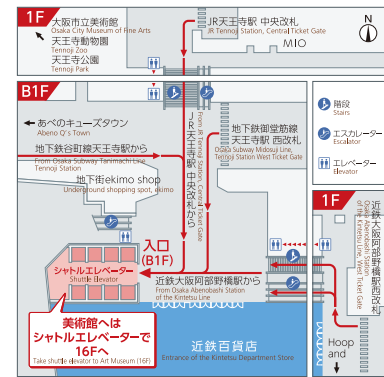 1F
大阪市立美術館
Osaka City Museum of Fine Arts
天王寺動物園
Tennoji Zoo
天王寺公園
Tennoji Park
JR天王寺駅 中央改札
JR Tennoji Station, Central Ticket Gate
MIO
N
B1F
あべのキューズタウン
Abeno Q's Town
地下鉄谷町線天王寺駅から
From Osaka Subway Tanimachi Line
Tennoji Station
地下街ekimo shop
Underground shopping spot, ekimo
JR天王寺駅 中央改札から
From JR Tennoji Station, Central Ticket Gate
地下鉄御堂筋線
天王寺駅 西改札
Osaka Subway Midosuji Line,
Tennoji Station West Ticket Gate
階段
Stairs
エスカレーター
Escalator
エレベーター
Elevator
1F
近鉄大阪阿部野橋駅西改札
Osaka Abenobashi Station
of the Kintetsu Line, West Ticket Gate
入口
(B1F)
シャトルエレベーター
Shuttle Elevator
近鉄大阪阿部野橋駅から
From Osaka Abenobashi Station
of the Kintetsu Line
美術館へは
シャトルエレベーターで
16Fへ
Take shuttle elevator to Art Museum (16F)
近鉄百貨店
Entrance of the Kintetsu Department Store
Hoop
and